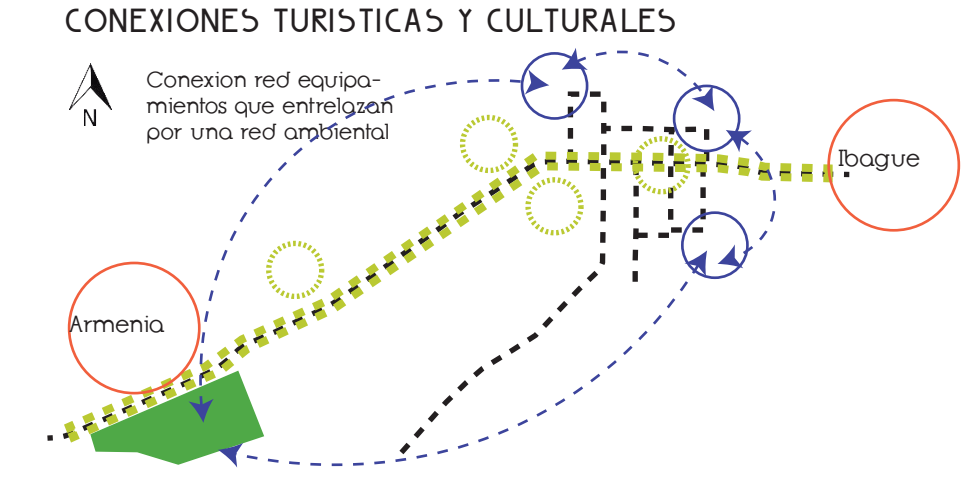 CONEXIONES TURISTICAS Y CULTURALES
Conexion red equipa-
mientos que entrelazan
por una red ambiental
N
Ibague
Armenia